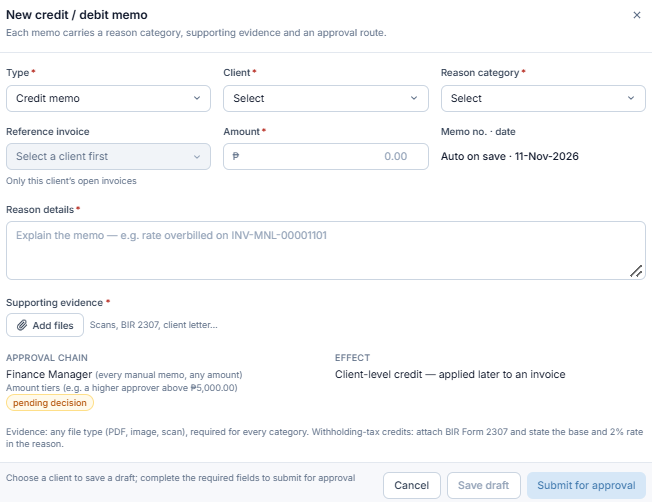 New credit / debit memo
Each memo carries a reason category, supporting evidence and an approval route.
Type * Client * Reason category *
Credit memo Select Select
Reference invoice Amount * Memo no. · date
Select a client first ₱ 0.00 Auto on save · 11-Nov-2026
Only this client's open invoices
Reason details *
Explain the memo — e.g. rate overbilled on INV-MNL-00001101
Supporting evidence *
Add files Scans, BIR 2307, client letter...
APPROVAL CHAIN EFFECT
Finance Manager (every manual memo, any amount) Client-level credit — applied later to an invoice
Amount tiers (e.g. a higher approver above ₱5,000.00)
pending decision
Evidence: any file type (PDF, image, scan), required for every category. Withholding-tax credits: attach BIR Form 2307 and state the base and 2% rate
in the reason.
Choose a client to save a draft; complete the required fields to submit for approval Cancel Save draft Submit for approval